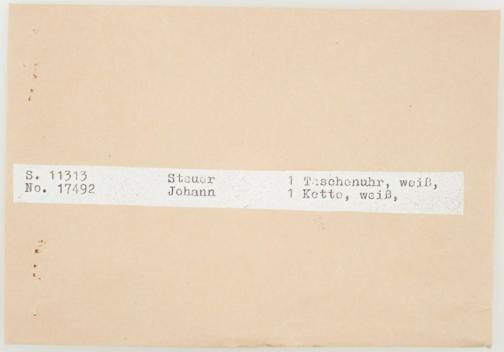 S. 11313 Steuer 1 Taschenuhr, weiß,
No. 17492 Johann 1 Kette, weiß,